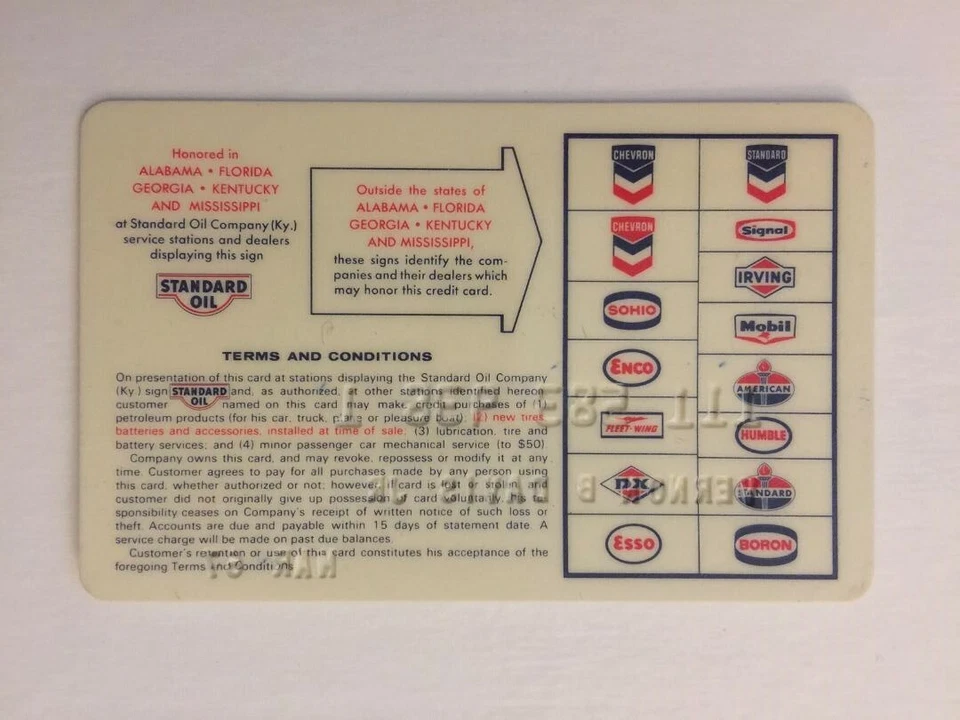 Honored in
ALABAMA • FLORIDA
GEORGIA • KENTUCKY
AND MISSISSIPPI
at Standard Oil Company (Ky.)
service stations and dealers
displaying this sign
STANDARD
OIL
Outside the states of
ALABAMA • FLORIDA
GEORGIA • KENTUCKY
AND MISSISSIPPI,
these signs identify the com-
panies and their dealers which
may honor this credit card.
TERMS AND CONDITIONS
On presentation of this card at stations displaying the Standard Oil Company
(Ky.) sign STANDARD OIL and, as authorized, at other stations identified hereon
customer named on this card may make purchases of (1)
petroleum products (for his car, truck, plane or pleasure boat); (2) new tires
batteries and accessories, installed at time of sale; (3) lubrication, tire and
battery services; and (4) minor passenger car mechanical service (to $50).
Company owns this card, and may revoke, repossess or modify it at any
time. Customer agrees to pay for all purchases made by any person using
this card, whether authorized or not; however, if card is lost or stolen, and
customer did not originally give up possession of card voluntarily, his re-
sponsibility ceases on Company's receipt of written notice of such loss or
theft. Accounts are due and payable within 15 days of statement date. A
service charge will be made on past due balances.
Customer's retention or use of this card constitutes his acceptance of the
foregoing Terms and Conditions.
CHEVRON
CHEVRON
SOHIO
ENCO
FLEET-WING
DX
ESSO
STANDARD
Signal
IRVING
Mobil
AMERICAN
HUMBLE
STANDARD
BORON